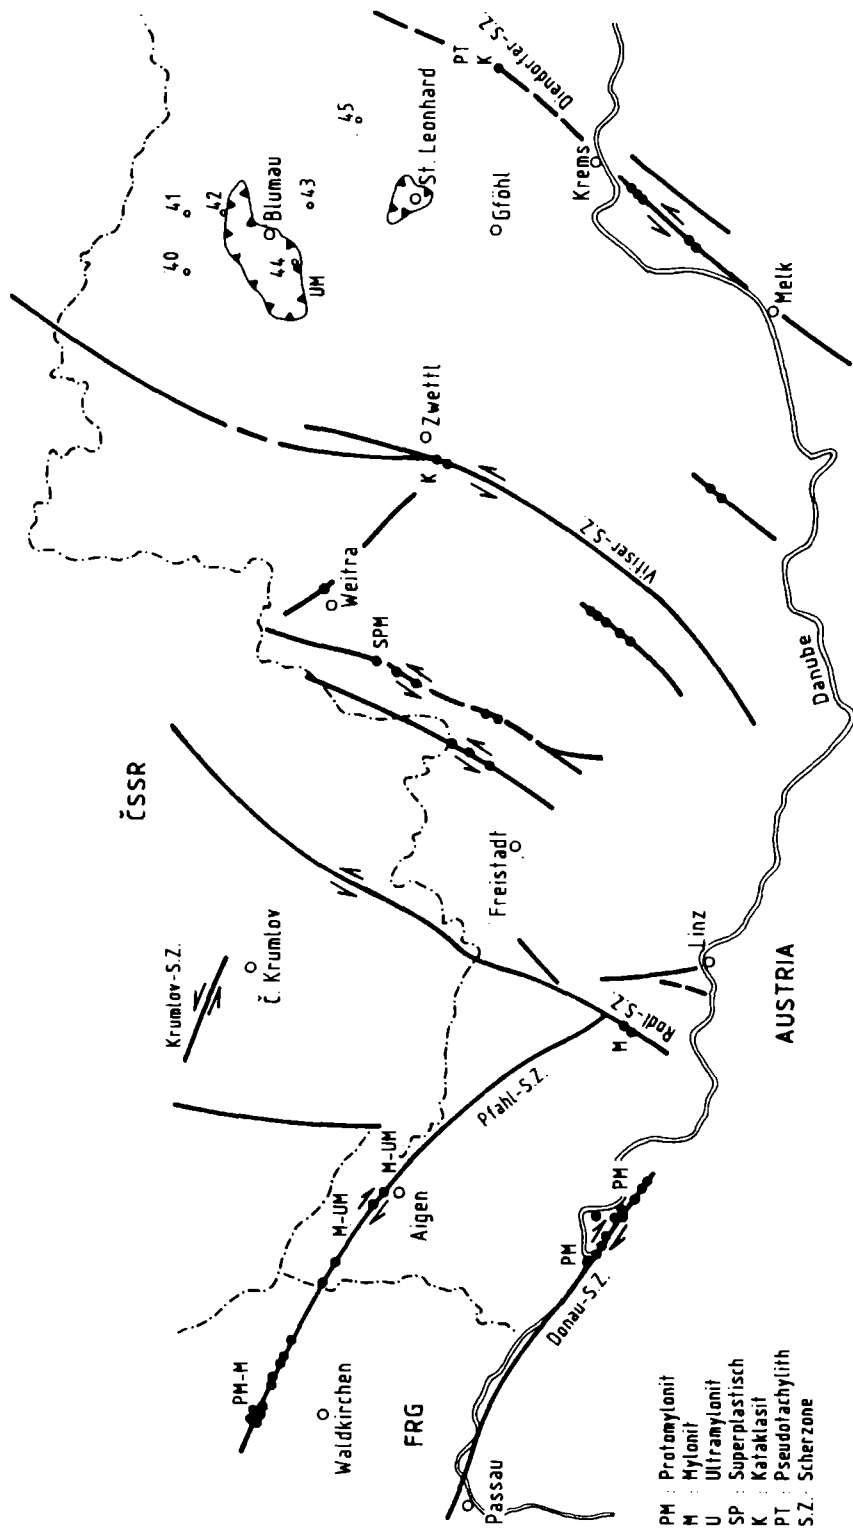 ČSSR
Krumlov-S.Z.
Č. Krumlov
40
41
42
Blumau
44
43
UM
45
St. Leonhard
Gföhl
PT
K
Diendorfer-S.Z.
Krems
Melk
Zwettl
K
Weitra
SPM
Vitiser-S.Z.
Danube
Freistadt
Linz
AUSTRIA
Rodl-S.Z.
M
Pfahl-S.Z.
M-UM
M-UM
Aigen
PM-M
Waldkirchen
FRG
Passau
Donau-S.Z.
PM
PM
PM : Protomylonit
M : Mylonit
U : Ultramylonit
SP : Superplastisch
K : Kataklasit
PT : Pseudotachylith
S.Z.: Scherzone